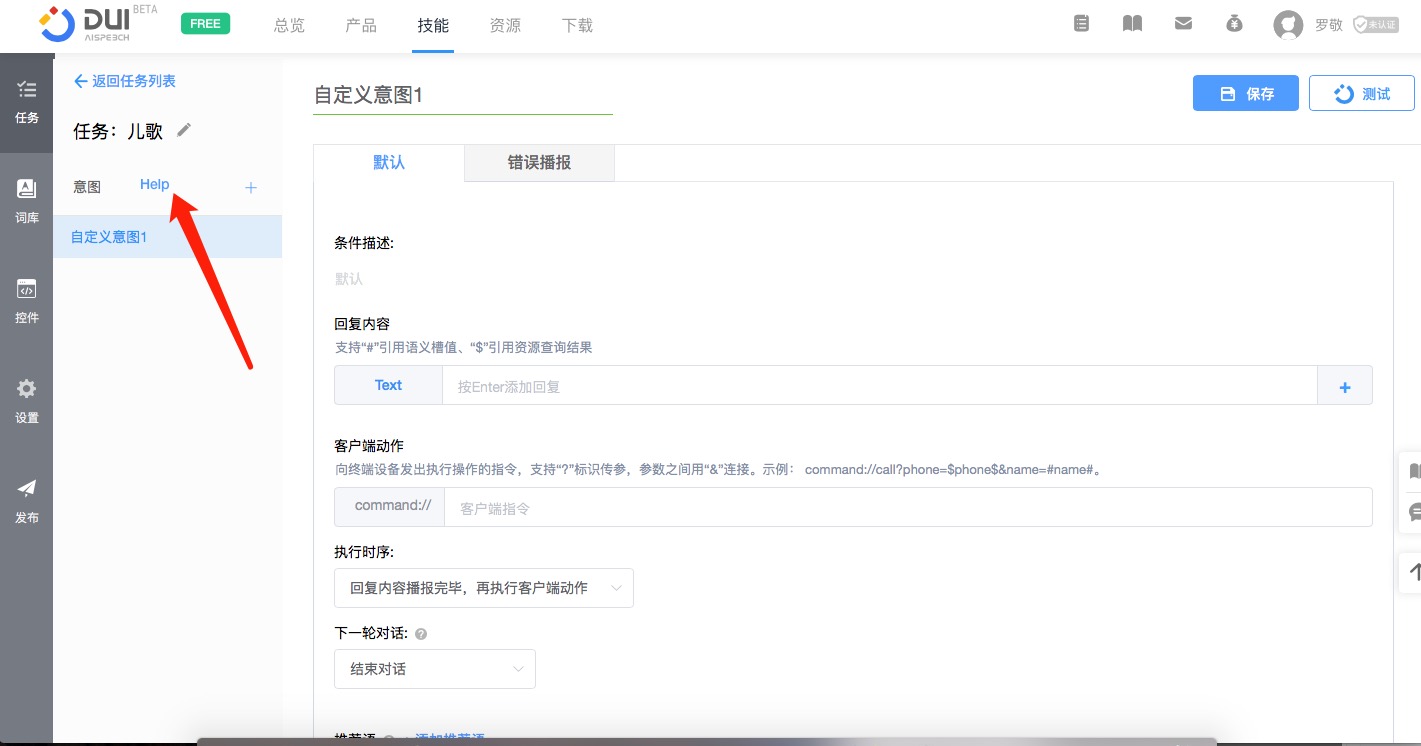 DUI BETA
AISPEECH
FREE
总览
产品
技能
资源
下载
罗敬
未认证
任务
词库
控件
设置
发布
返回任务列表
任务：儿歌
意图 Help +
自定义意图1
自定义意图1
保存
测试
默认
错误播报
条件描述:
默认
回复内容
支持“#”引用语义槽值、“$”引用资源查询结果
Text 按Enter添加回复 +
客户端动作
向终端设备发出执行操作的指令，支持“?”标识传参，参数之间用“&”连接。示例： command://call?phone=$phone$&name=#name#。
command:// 客户端指令
执行时序:
回复内容播报完毕，再执行客户端动作
下一轮对话: ?
结束对话
推荐语 添加推荐语